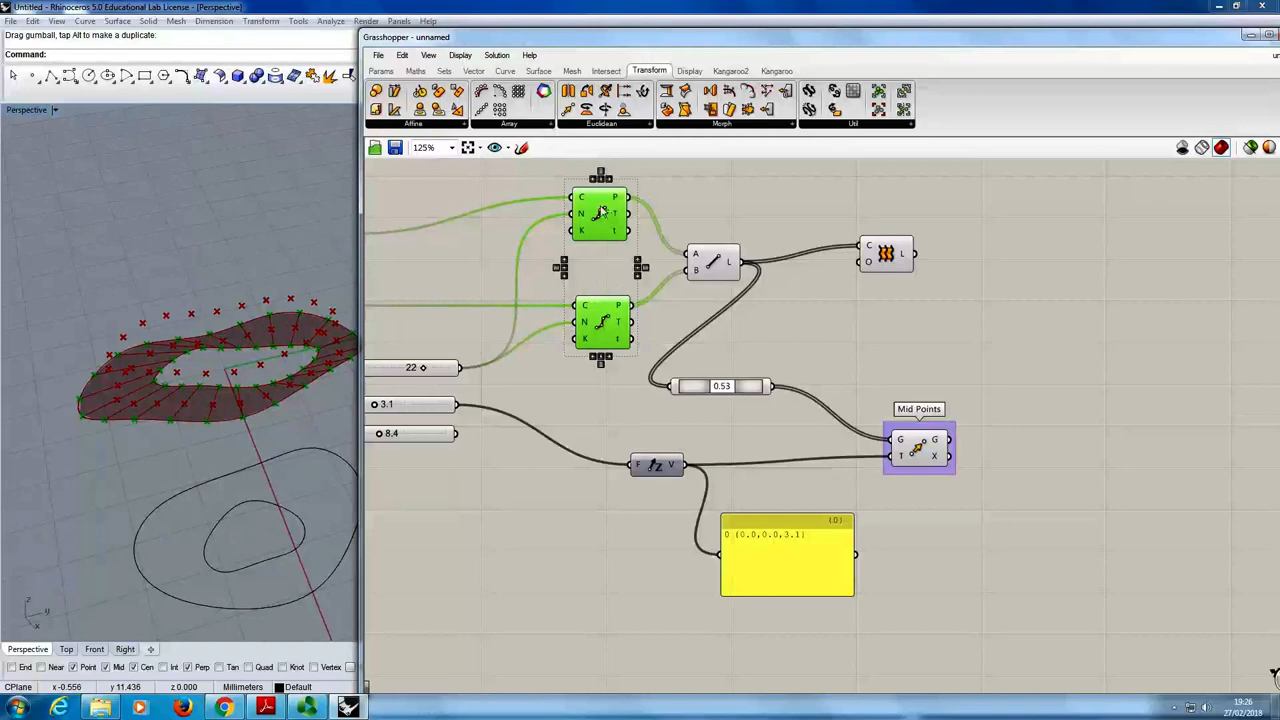 Untitled - Rhinoceros 5.0 Educational Lab License - [Perspective]
File Edit View Curve Surface Mesh Dimension Transform Tools Analyze Render Panels Help
Drag gumball, tap Alt to make a duplicate:
Command:
Perspective
Grasshopper - unnamed
File Edit View Display Solution Help
Params Maths Sets Vector Curve Surface Mesh Intersect Transform Display Kangaroo2 Kangaroo
Affine Array Euclidean Morph Util
125%
C P
N T
K t
A L
B
C L
O
C P
N T
K t
22
0.53
3.1
8.4
Mid Points
G G
T X
F V
{0}
0 {0.0,0.0,3.1}
z
y
x
Perspective Top Front Right
End Near Point Mid Cen Int Perp Tan Quad Knot Vertex
CPlane x -0.556 y 11.436 z 0.000 Millimeters Default
19:26
27/02/2018